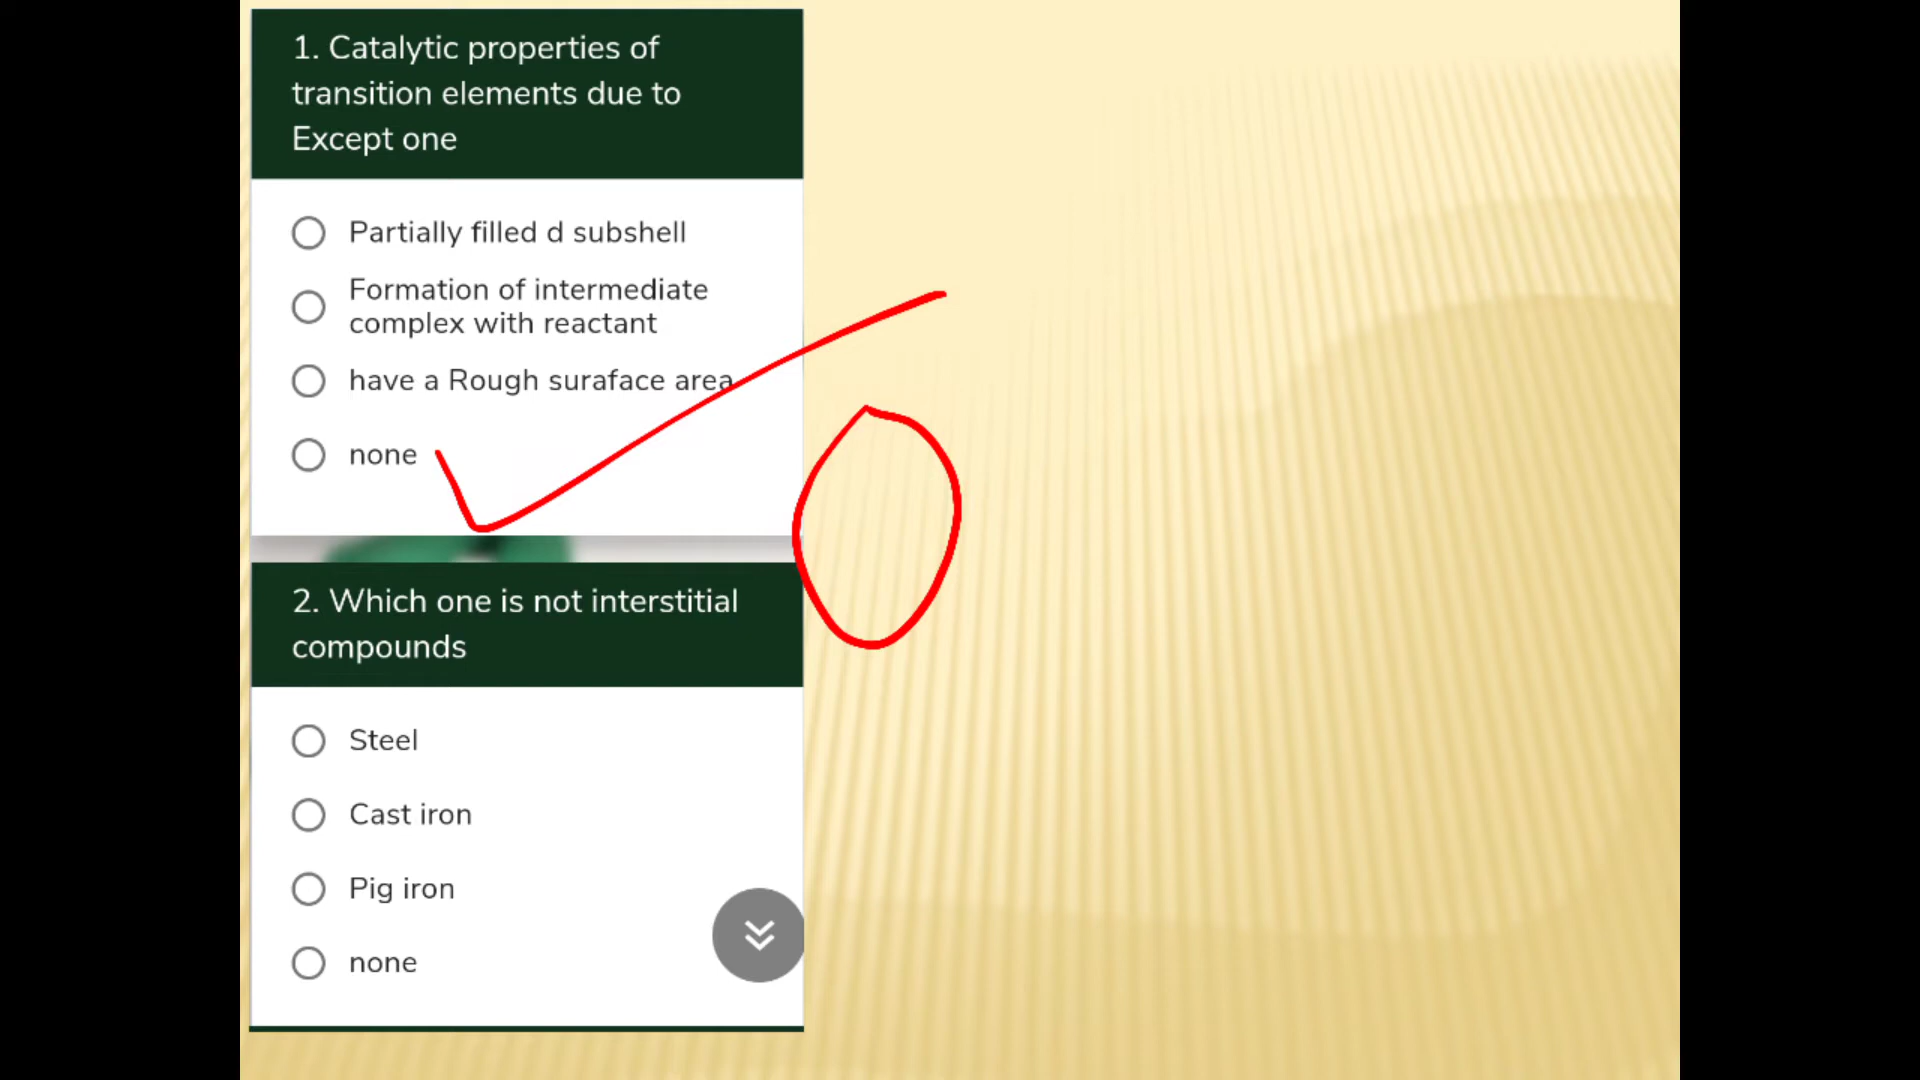 1. Catalytic properties of
transition elements due to
Except one
Partially filled d subshell
Formation of intermediate
complex with reactant
have a Rough suraface area
none
2. Which one is not interstitial
compounds
Steel
Cast iron
Pig iron
none